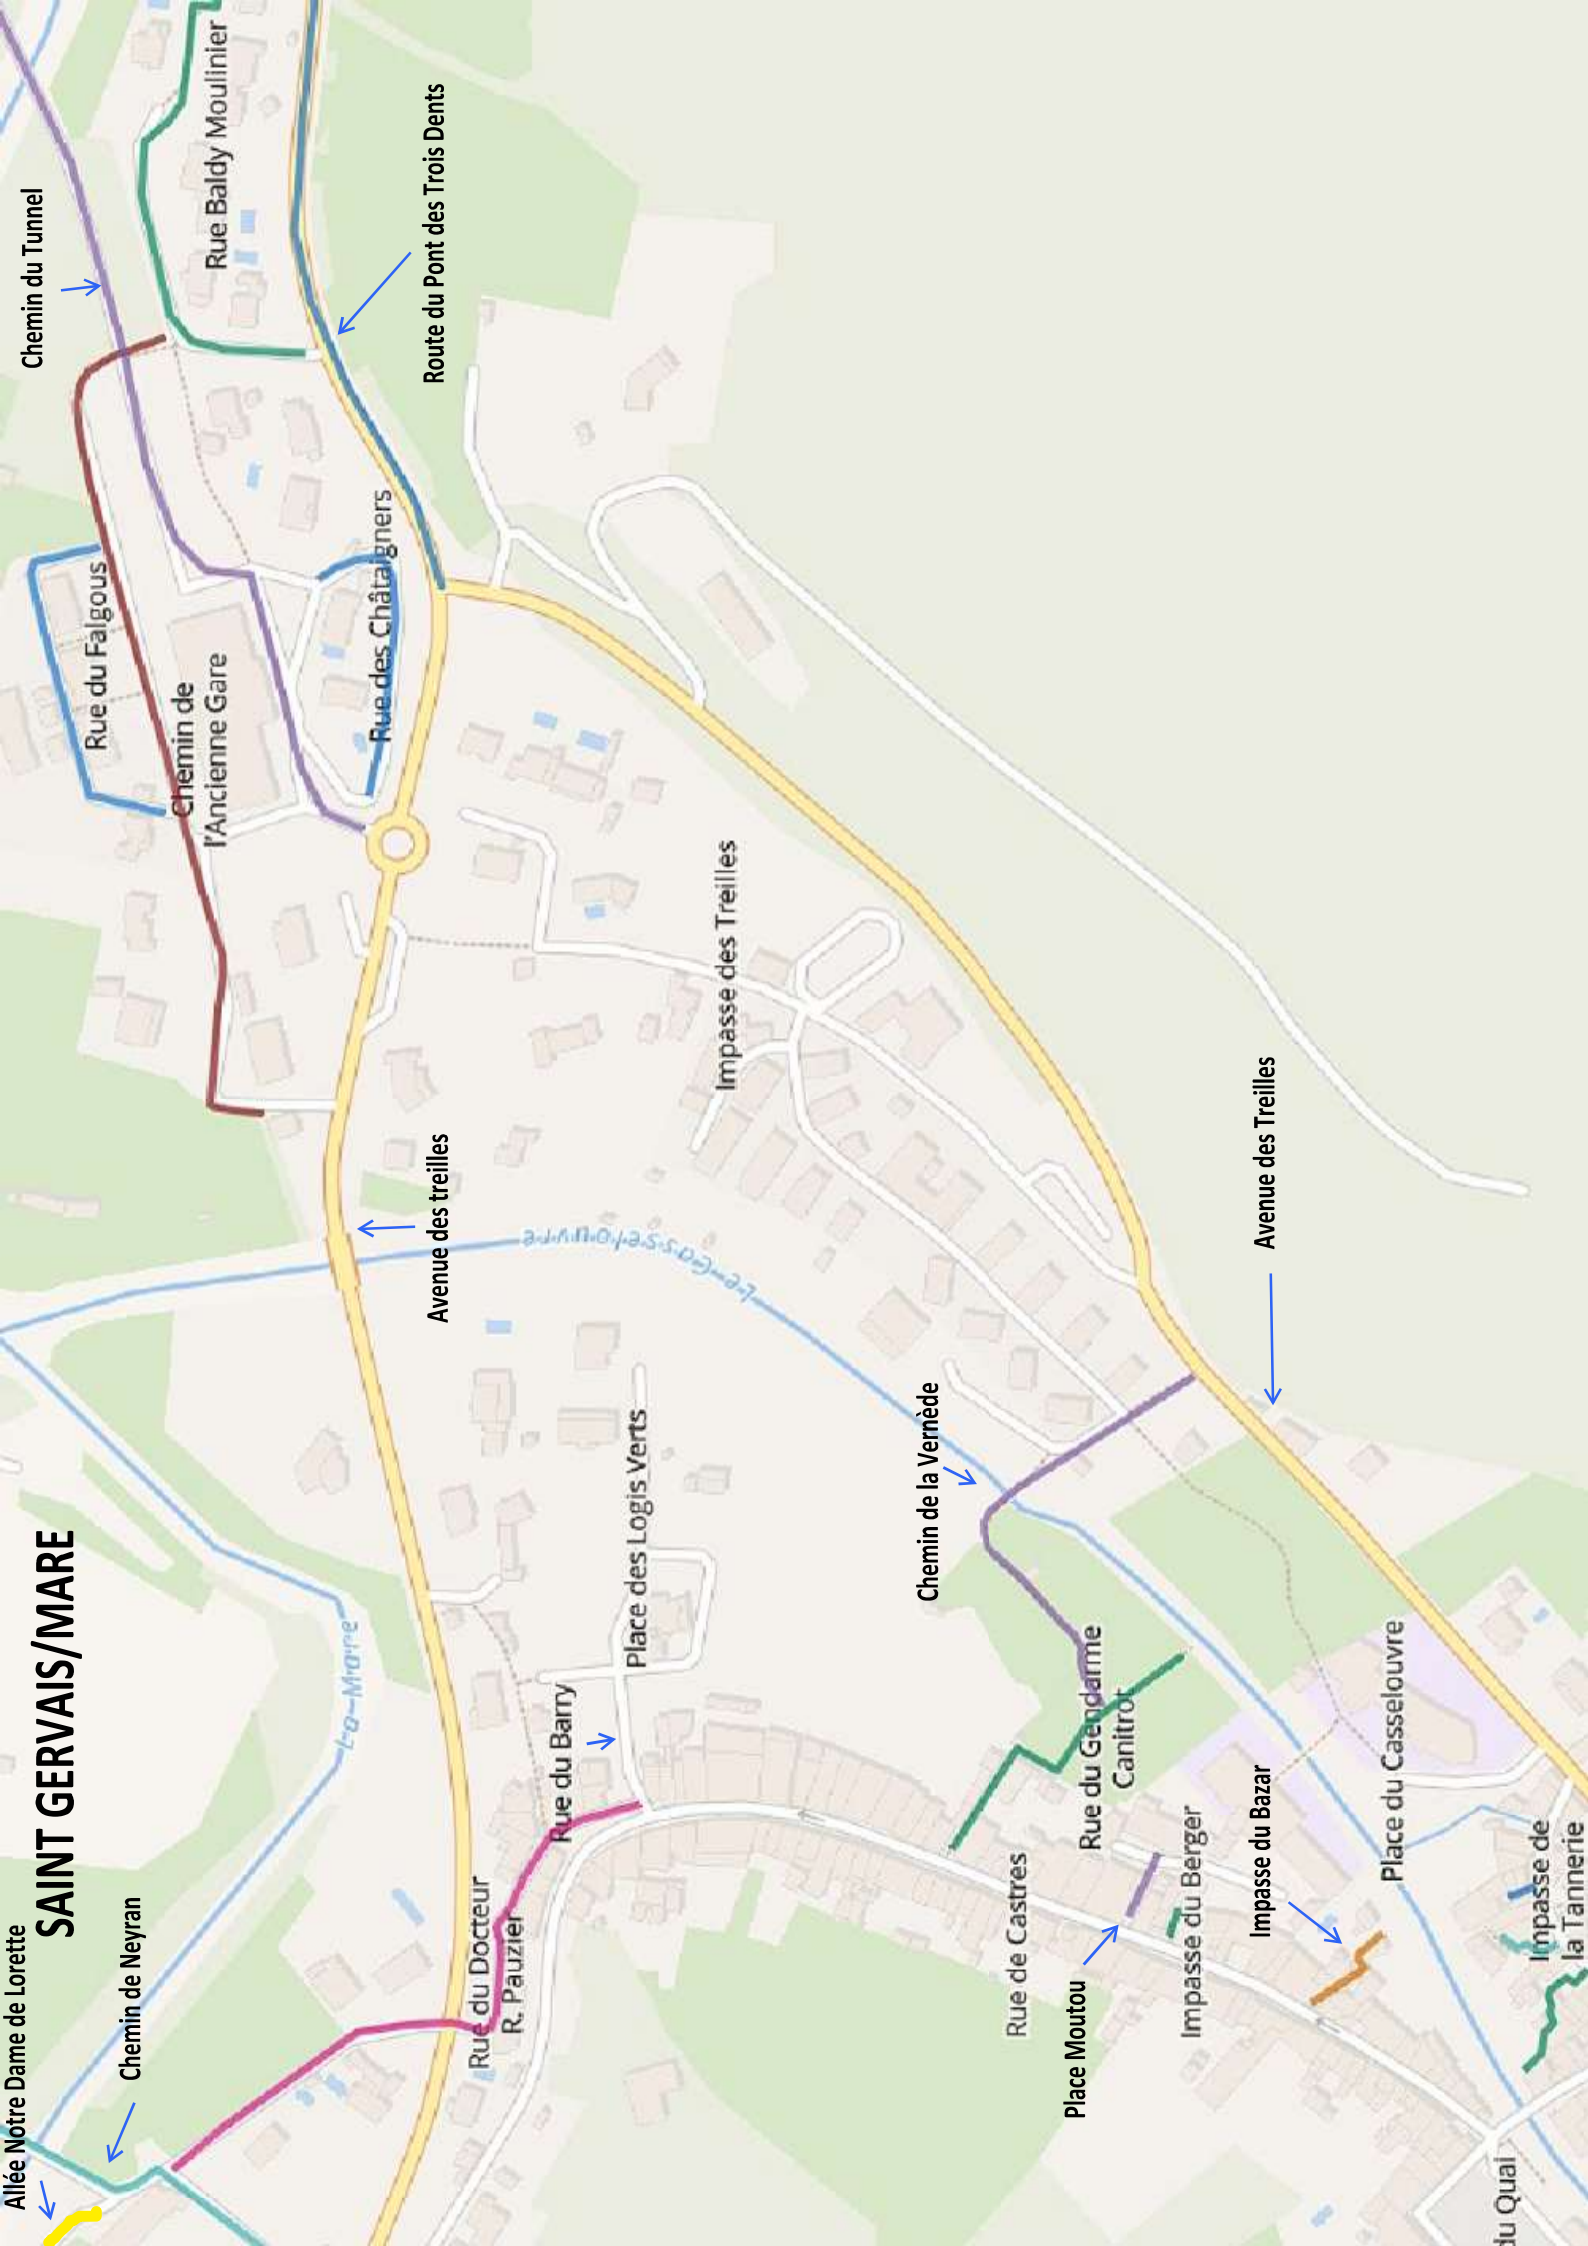 SAINT GERVAIS/MARE
Allée Notre Dame de Lorette
Chemin de Neyran
La Mare
Chemin du Tunnel
Rue du Falgous
Chemin de
l'Ancienne Gare
Rue Baldy Moulinier
Route du Pont des Trois Dents
Rue des Châtaigners
Avenue des treilles
Le Casselouvre
Rue du Docteur
R. Pauzier
Rue du Barry
Place des Logis Verts
Impasse des Treilles
Chemin de la Vernède
Rue de Castres
Place Moutou
Rue du Gendarme
Canitrot
Impasse du Berger
Impasse du Bazar
Avenue des Treilles
Place du Casselouvre
Impasse de
la Tannerie
du Quai